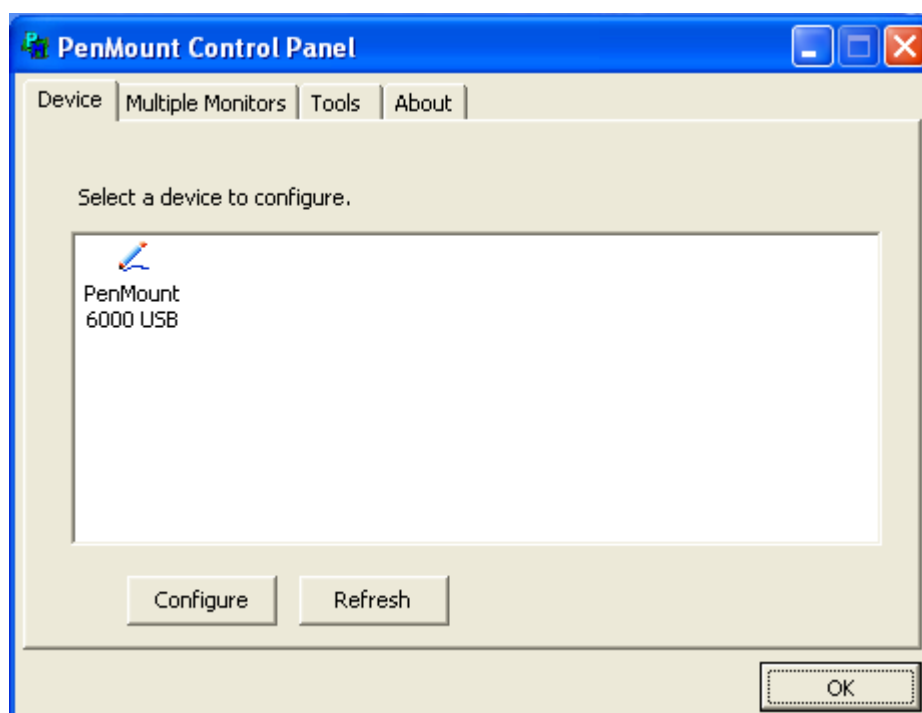 PenMount Control Panel
Device Multiple Monitors Tools About
Select a device to configure.
PenMount
6000 USB
Configure Refresh
OK